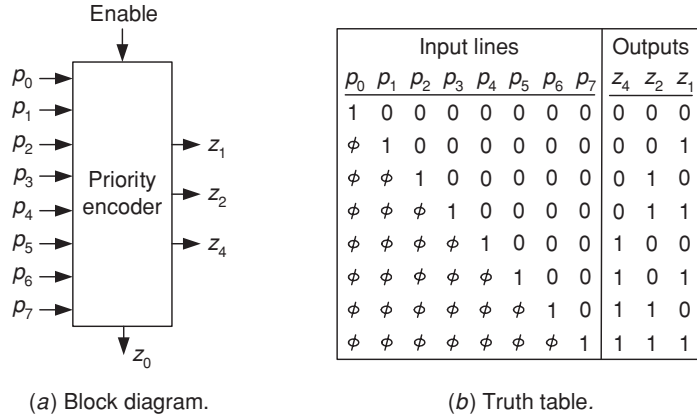 Enable
p0
p1
p2
p3
p4
p5
p6
p7
Priority
encoder
z1
z2
z4
z0
(a) Block diagram.
Input lines Outputs
p0 p1 p2 p3 p4 p5 p6 p7 z4 z2 z1
1 0 0 0 0 0 0 0 0 0 0
ϕ 1 0 0 0 0 0 0 0 0 1
ϕ ϕ 1 0 0 0 0 0 0 1 0
ϕ ϕ ϕ 1 0 0 0 0 0 1 1
ϕ ϕ ϕ ϕ 1 0 0 0 1 0 0
ϕ ϕ ϕ ϕ ϕ 1 0 0 1 0 1
ϕ ϕ ϕ ϕ ϕ ϕ 1 0 1 1 0
ϕ ϕ ϕ ϕ ϕ ϕ ϕ 1 1 1 1
(b) Truth table.